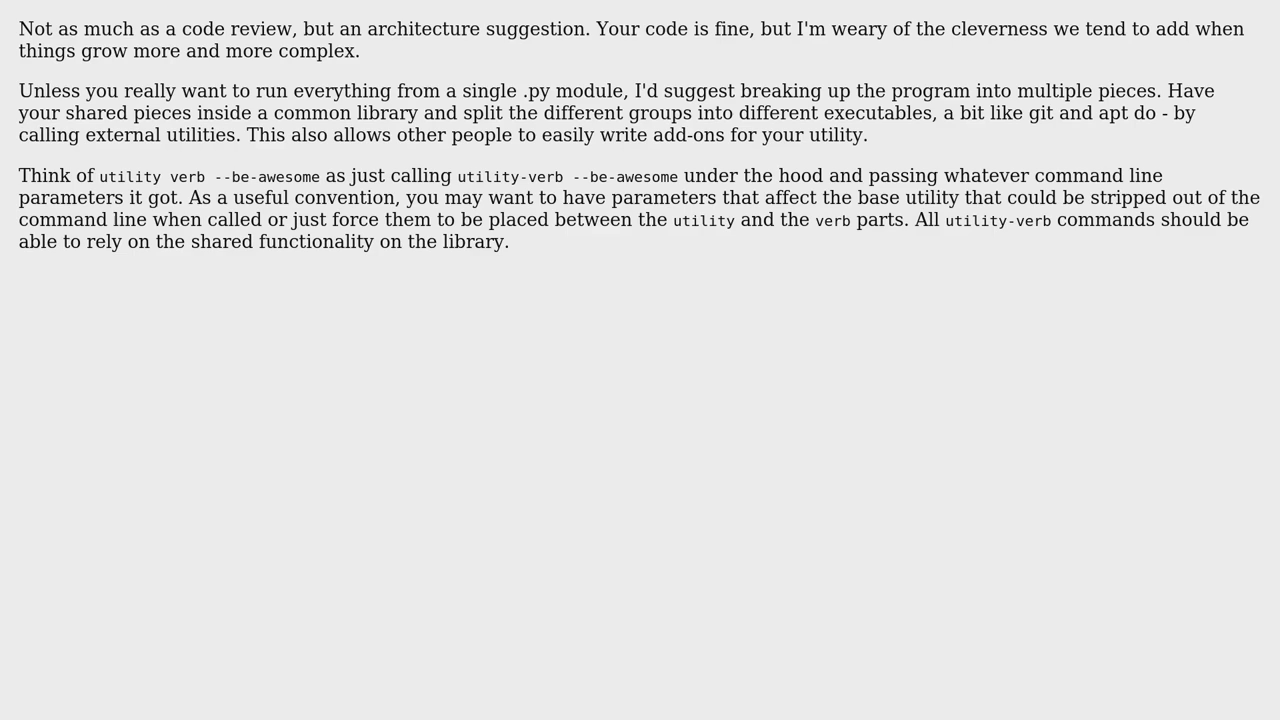 Not as much as a code review, but an architecture suggestion. Your code is fine, but I'm weary of the cleverness we tend to add when
things grow more and more complex.
Unless you really want to run everything from a single .py module, I'd suggest breaking up the program into multiple pieces. Have
your shared pieces inside a common library and split the different groups into different executables, a bit like git and apt do - by
calling external utilities. This also allows other people to easily write add-ons for your utility.
Think of utility verb --be-awesome as just calling utility-verb --be-awesome under the hood and passing whatever command line
parameters it got. As a useful convention, you may want to have parameters that affect the base utility that could be stripped out of the
command line when called or just force them to be placed between the utility and the verb parts. All utility-verb commands should be
able to rely on the shared functionality on the library.